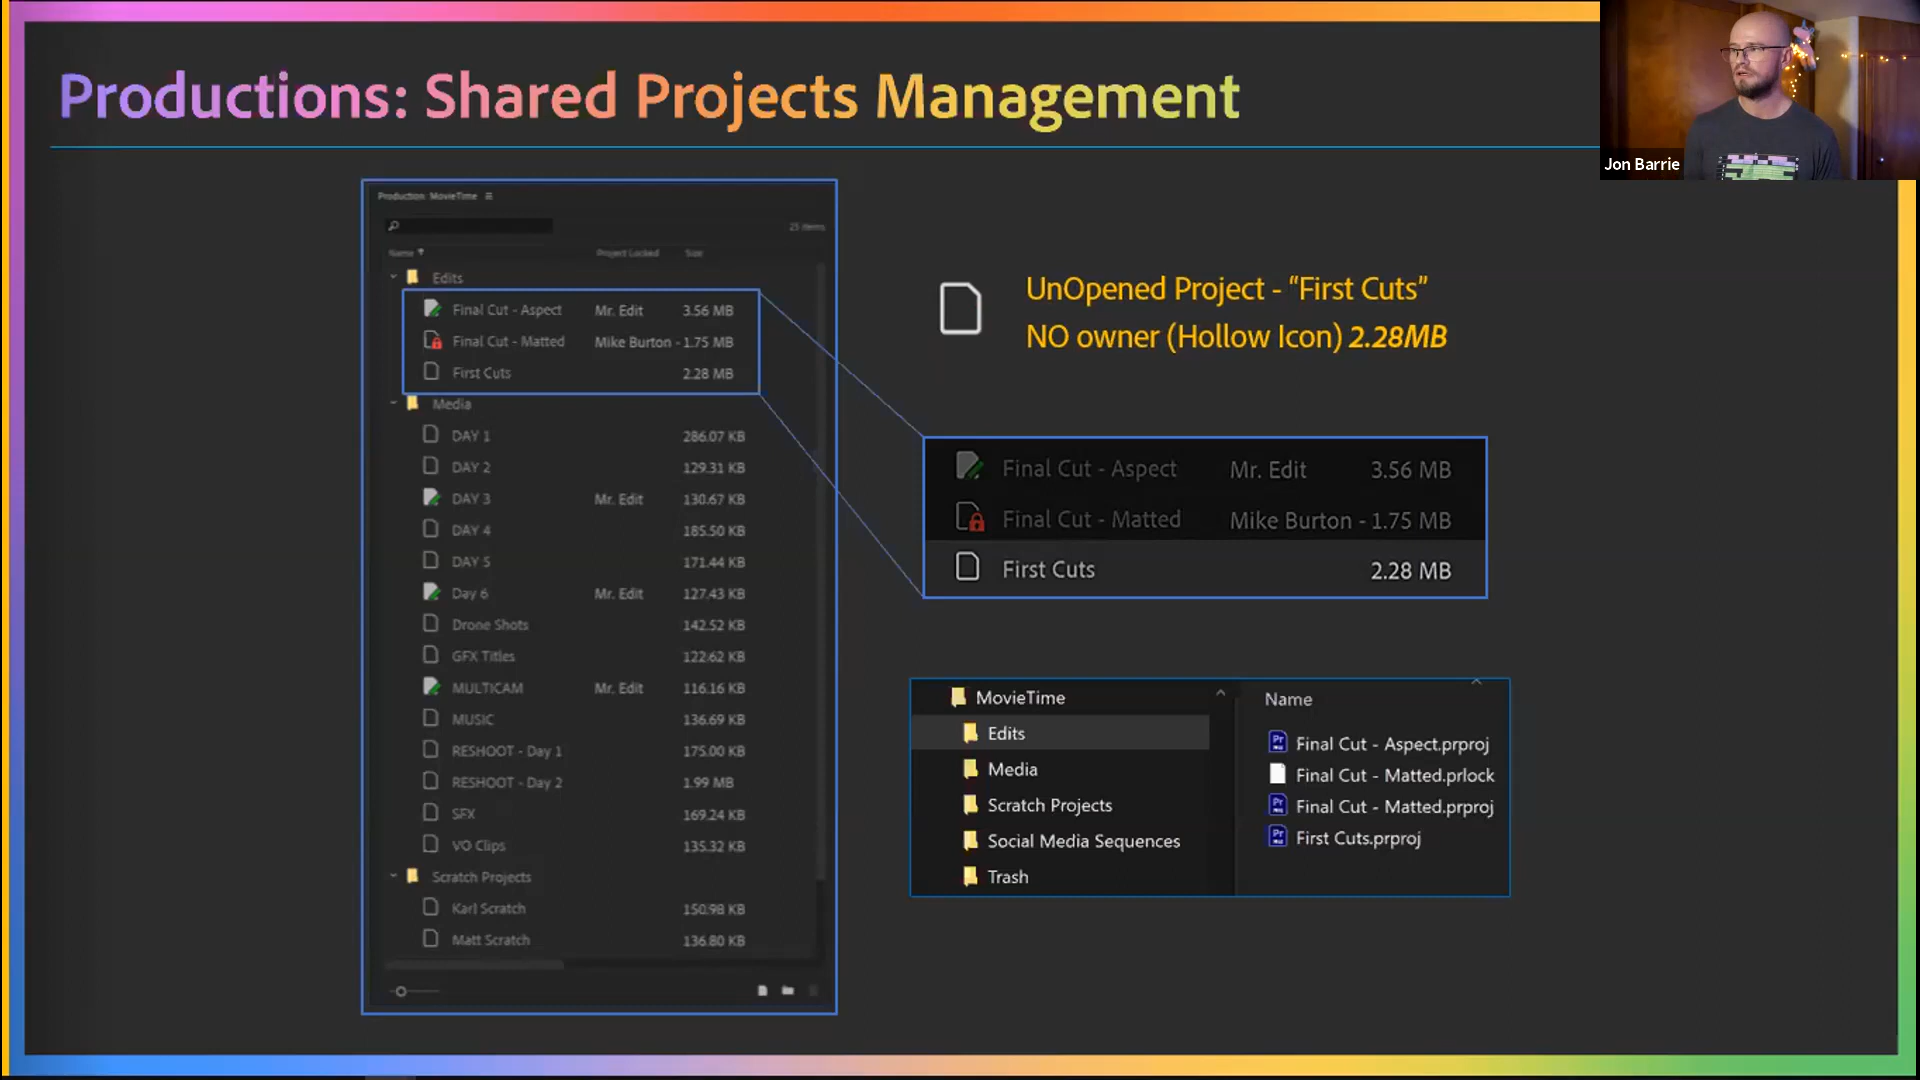 Productions: Shared Projects Management
Jon Barrie
Production: MovieTime
25 items
Name Project Locked Size
Edits
Final Cut - Aspect Mr. Edit 3.56 MB
Final Cut - Matted Mike Burton - 1.75 MB
First Cuts 2.28 MB
Media
DAY 1 286.07 KB
DAY 2 129.31 KB
DAY 3 Mr. Edit 130.67 KB
DAY 4 185.50 KB
DAY 5 171.44 KB
Day 6 Mr. Edit 127.43 KB
Drone Shots 142.52 KB
GFX Titles 122.62 KB
MULTICAM Mr. Edit 116.16 KB
MUSIC 136.69 KB
RESHOOT - Day 1 175.00 KB
RESHOOT - Day 2 1.99 MB
SFX 169.24 KB
VO Clips 135.32 KB
Scratch Projects
Karl Scratch 150.98 KB
Matt Scratch 136.80 KB
UnOpened Project - “First Cuts”
NO owner (Hollow Icon) 2.28MB
Final Cut - Aspect Mr. Edit 3.56 MB
Final Cut - Matted Mike Burton - 1.75 MB
First Cuts 2.28 MB
MovieTime
Edits
Media
Scratch Projects
Social Media Sequences
Trash
Name
Final Cut - Aspect.prproj
Final Cut - Matted.prlock
Final Cut - Matted.prproj
First Cuts.prproj